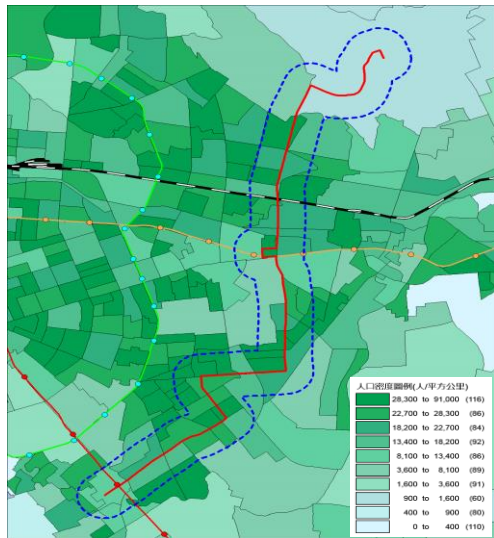 人口密度圖例(人/平方公里)
28,300 to 91,000 (116)
22,700 to 28,300 (86)
18,200 to 22,700 (84)
13,400 to 18,200 (92)
8,100 to 13,400 (86)
3,600 to 8,100 (89)
1,600 to 3,600 (91)
900 to 1,600 (60)
400 to 900 (80)
0 to 400 (110)